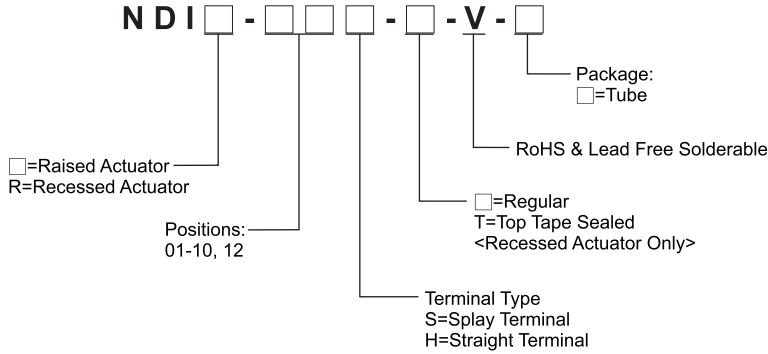 NDI□-□□□-□-V-□
Package:
□=Tube
RoHS & Lead Free Solderable
□=Raised Actuator
R=Recessed Actuator
□=Regular
T=Top Tape Sealed
<Recessed Actuator Only>
Positions:
01-10, 12
Terminal Type
S=Splay Terminal
H=Straight Terminal